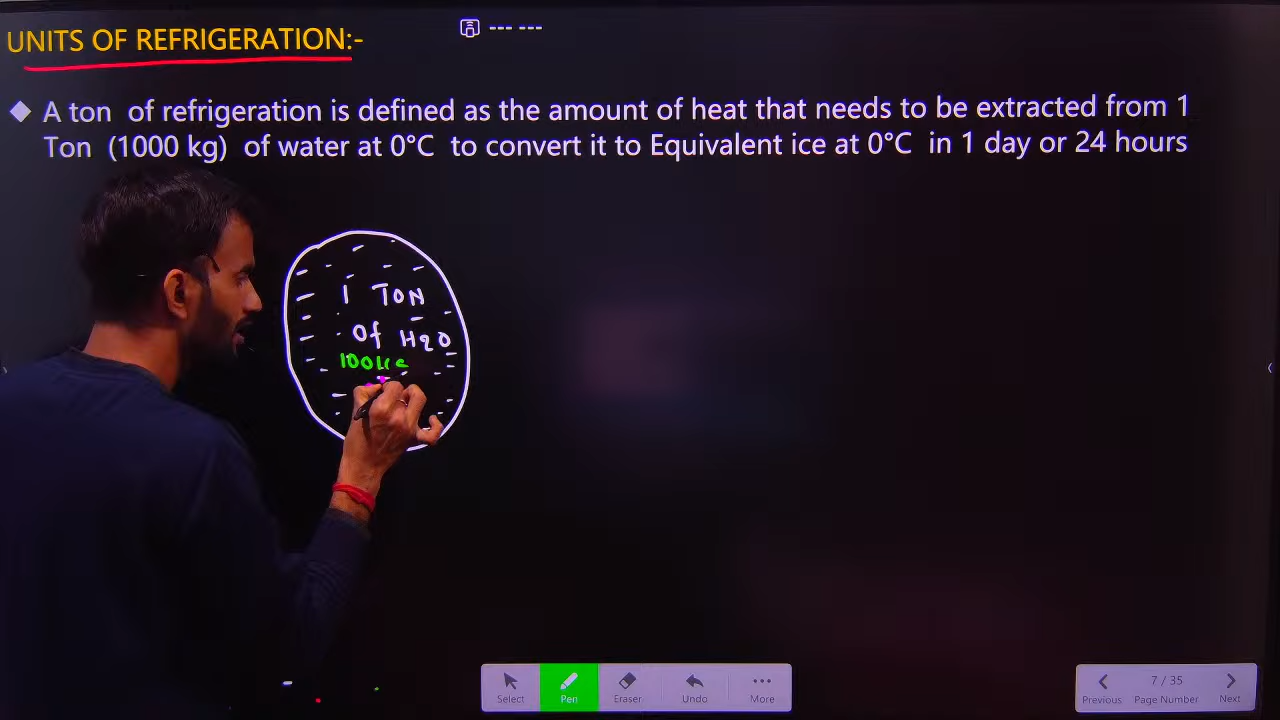 UNITS OF REFRIGERATION:-
--- ---
◆ A ton of refrigeration is defined as the amount of heat that needs to be extracted from 1
Ton (1000 kg) of water at 0°C to convert it to Equivalent ice at 0°C in 1 day or 24 hours
1 TON
Of H2O
Select
Pen
Eraser
Undo
More
Previous
7 / 35
Page Number
Next